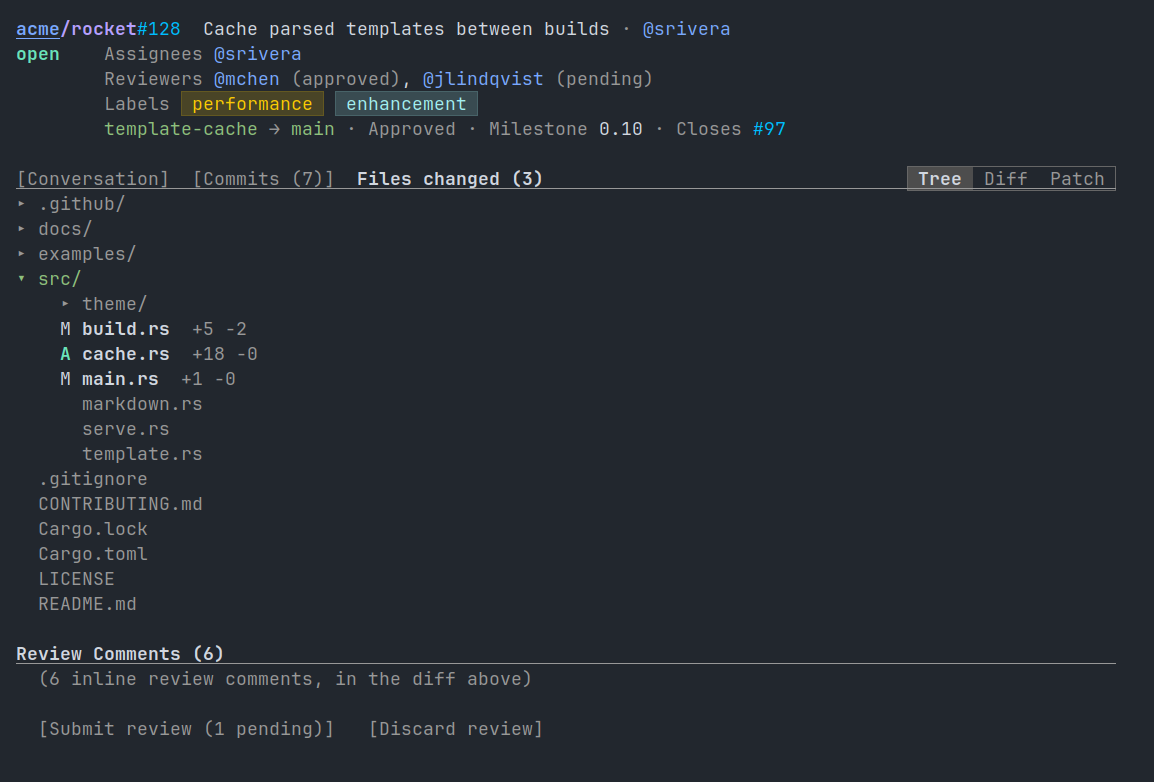 acme/rocket#128  Cache parsed templates between builds · @srivera
open    Assignees @srivera
        Reviewers @mchen (approved), @jlindqvist (pending)
        Labels  performance   enhancement
        template-cache → main · Approved · Milestone 0.10 · Closes #97
[Conversation]  [Commits (7)]  Files changed (3)  Tree  Diff  Patch
▸ .github/
▸ docs/
▸ examples/
▾ src/
    ▸ theme/
    M build.rs  +5 -2
    A cache.rs  +18 -0
    M main.rs  +1 -0
      markdown.rs
      serve.rs
      template.rs
  .gitignore
  CONTRIBUTING.md
  Cargo.lock
  Cargo.toml
  LICENSE
  README.md
Review Comments (6)
  (6 inline review comments, in the diff above)
  [Submit review (1 pending)]   [Discard review]